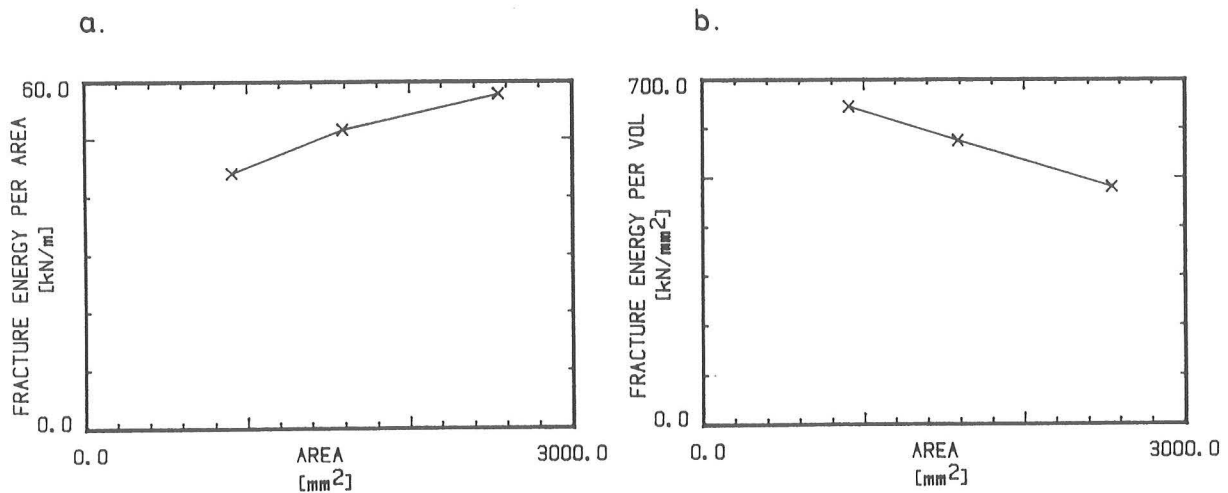 a.
60.0
FRACTURE ENERGY PER AREA
[kN/m]
0.0
0.0
AREA
3000.0
[mm2]
b.
700.0
FRACTURE ENERGY PER VOL
[kN/mm2]
0.0
0.0
AREA
3000.0
[mm2]